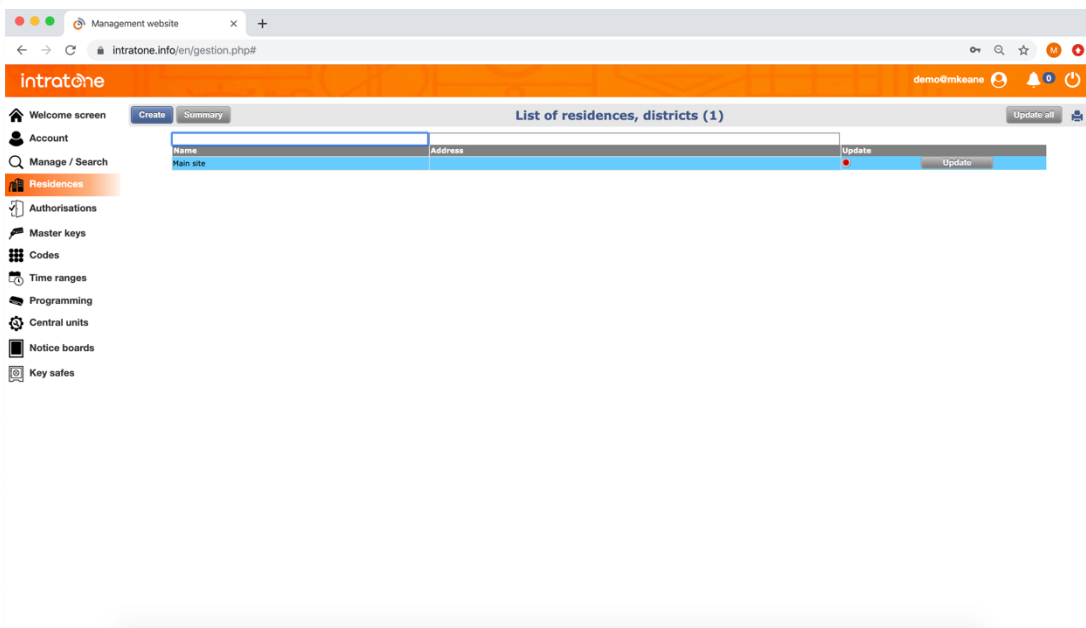 Management website
intratone.info/en/gestion.php#
M
intratone
demo@mkeane
0
Welcome screen
Account
Manage / Search
Residences
Authorisations
Master keys
Codes
Time ranges
Programming
Central units
Notice boards
Key safes
Create Summary List of residences, districts (1) Update all
Name Address Update
Main site Update